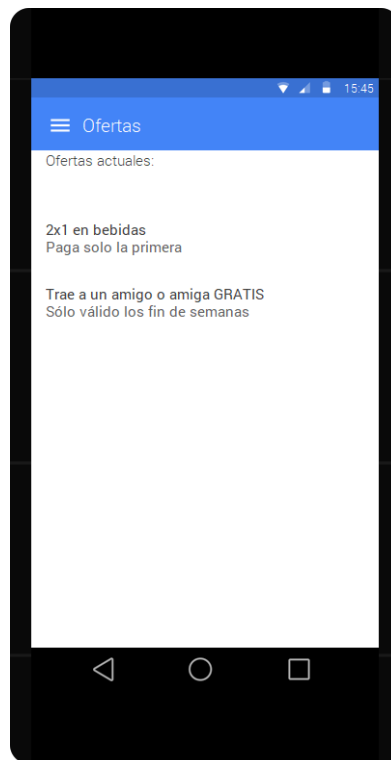 15:45
Ofertas
Ofertas actuales:
2x1 en bebidas
Paga solo la primera
Trae a un amigo o amiga GRATIS
Sólo válido los fin de semanas